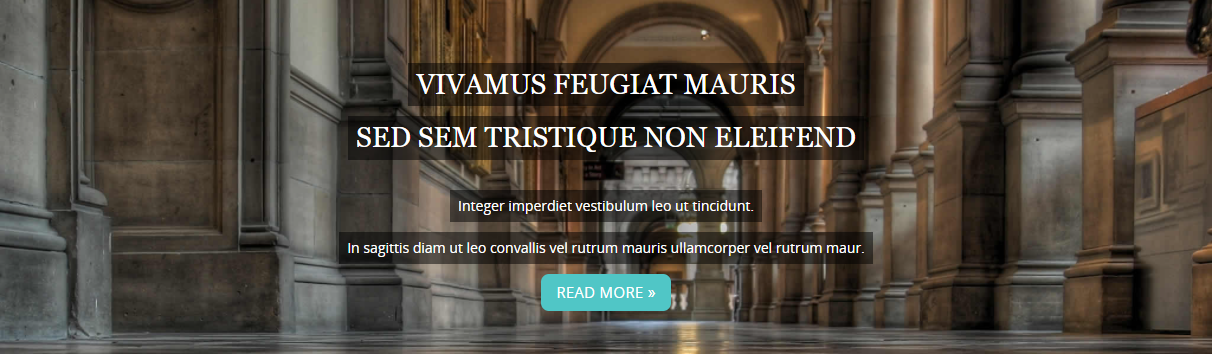 VIVAMUS FEUGIAT MAURIS
SED SEM TRISTIQUE NON ELEIFEND
Integer imperdiet vestibulum leo ut tincidunt.
In sagittis diam ut leo convallis vel rutrum mauris ullamcorper vel rutrum maur.
READ MORE »